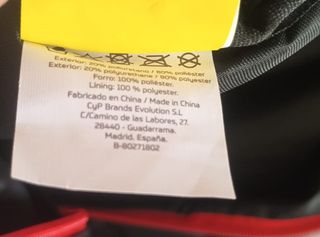 Exterior: 20% poliuretano / 80% poliéster
Exterior: 20% polyurethane / 80% polyester
Forro: 100% poliéster.
Lining: 100 % polyester.
Fabricado en China / Made in China
CyP Brands Evolution S.L
C/Camino de las Labores, 27.
28440 - Guadarrama.
Madrid. España.
B-80271802